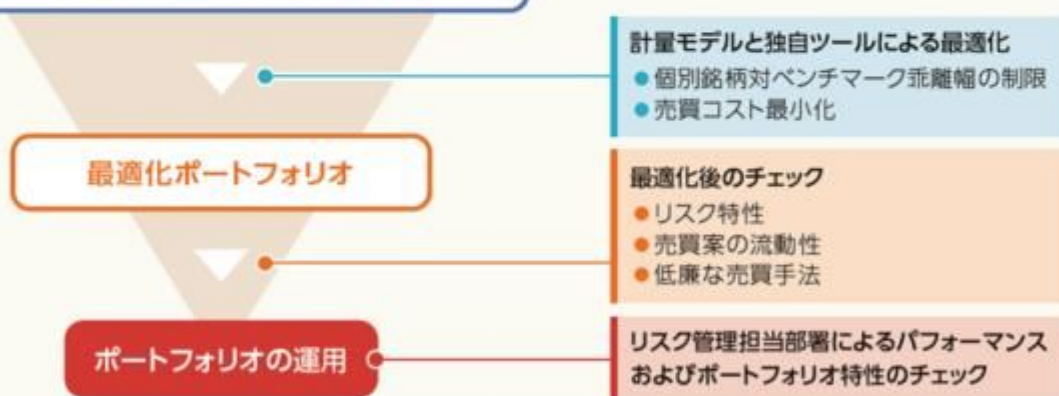 計量モデルと独自ツールによる最適化
●個別銘柄対ベンチマーク乖離幅の制限
●売買コスト最小化
最適化ポートフォリオ
最適化後のチェック
●リスク特性
●売買案の流動性
●低廉な売買手法
ポートフォリオの運用
リスク管理担当部署によるパフォーマンス
およびポートフォリオ特性のチェック